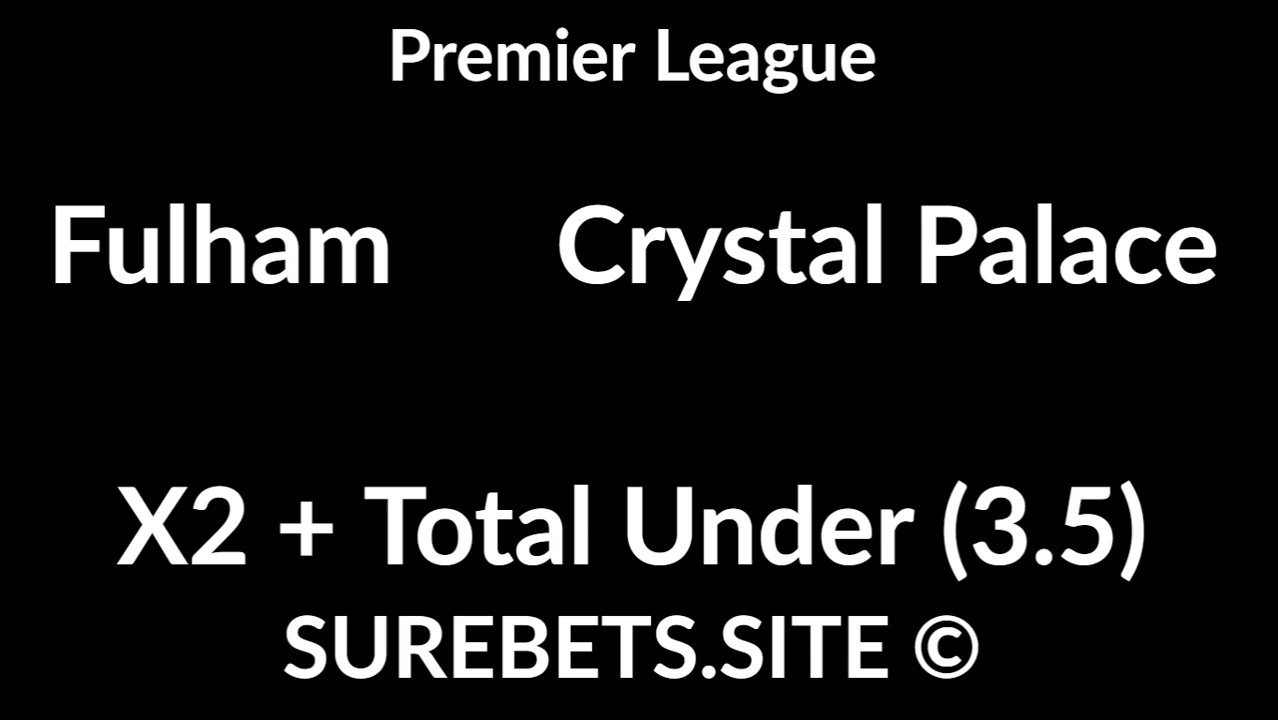 Premier League
Fulham Crystal Palace
X2 + Total Under (3.5)
SUREBETS.SITE ©